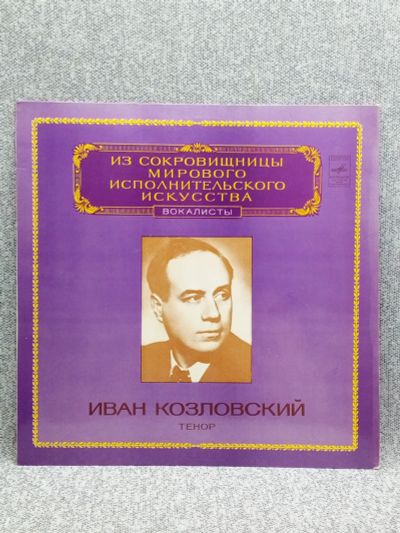 ИЗ СОКРОВИЩНИЦЫ
МИРОВОГО
ИСПОЛНИТЕЛЬСКОГО
ИСКУССТВА
ВОКАЛИСТЫ
ИВАН КОЗЛОВСКИЙ
ТЕНОР